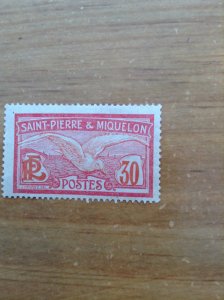 SAINT-PIERRE & MIQUELON
RF
30
POSTES